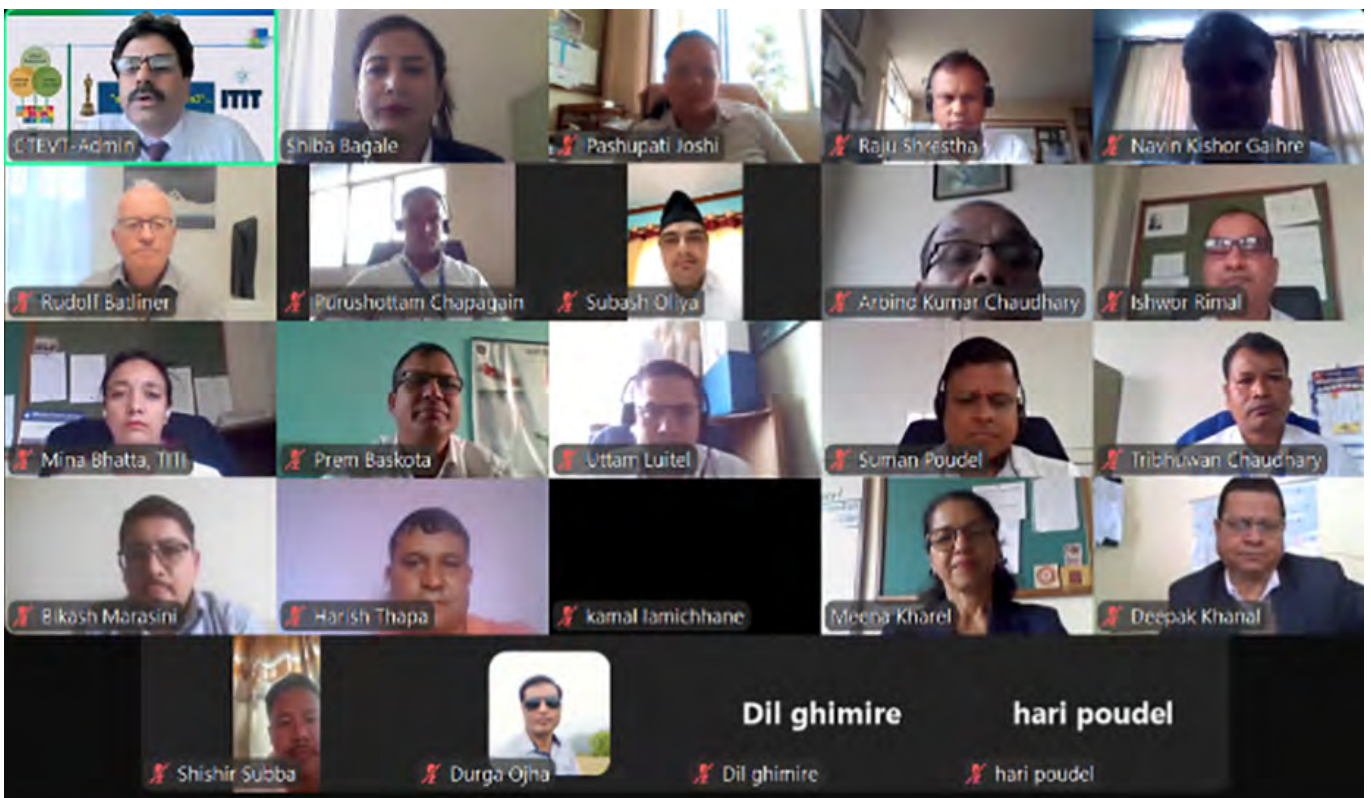 ITIT
CTEVT-Admin
Shiba Bagale
Pashupati Joshi
Raju Shrestha
Navin Kishor Gaihre
Rudolf Batliner
Purushottam Chapagain
Subash Oliya
Arbind Kumar Chaudhary
Ishwor Rimal
Mina Bhatta, TITI
Prem Baskota
Uttam Luitel
Suman Poudel
Tribhuwan Chaudhary
Bikash Marasini
Harish Thapa
kamal lamichhane
Meena Kharel
Deepak Khanal
Dil ghimire
hari poudel
Shishir Subba
Durga Ojha
Dil ghimire
hari poudel